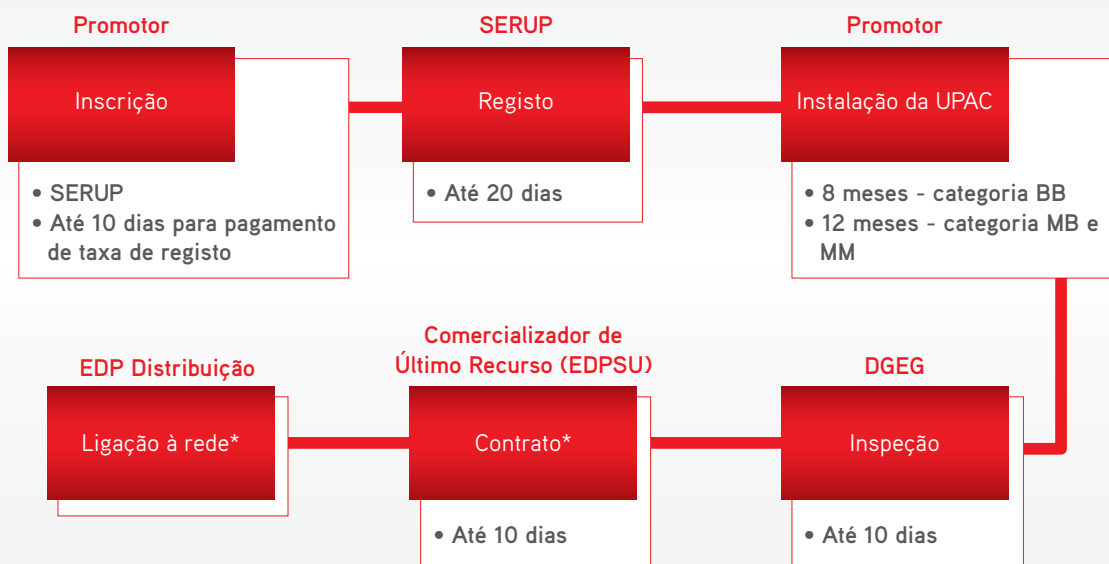 Promotor
Inscrição
• SERUP
• Até 10 dias para pagamento
de taxa de registo
SERUP
Registo
• Até 20 dias
Promotor
Instalação da UPAC
• 8 meses - categoria BB
• 12 meses - categoria MB e
MM
DGEG
Inspeção
• Até 10 dias
Comercializador de
Último Recurso (EDPSU)
Contrato*
• Até 10 dias
EDP Distribuição
Ligação à rede*